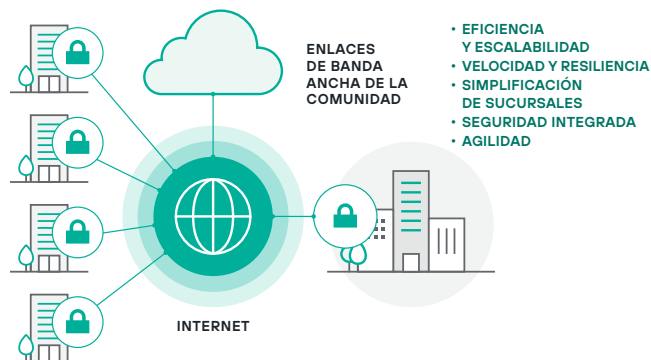 ENLACES
DE BANDA
ANCHA DE LA
COMUNIDAD
• EFICIENCIA
Y ESCALABILIDAD
• VELOCIDAD Y RESILIENCIA
• SIMPLIFICACIÓN
DE SUCURSALES
• SEGURIDAD INTEGRADA
• AGILIDAD
INTERNET